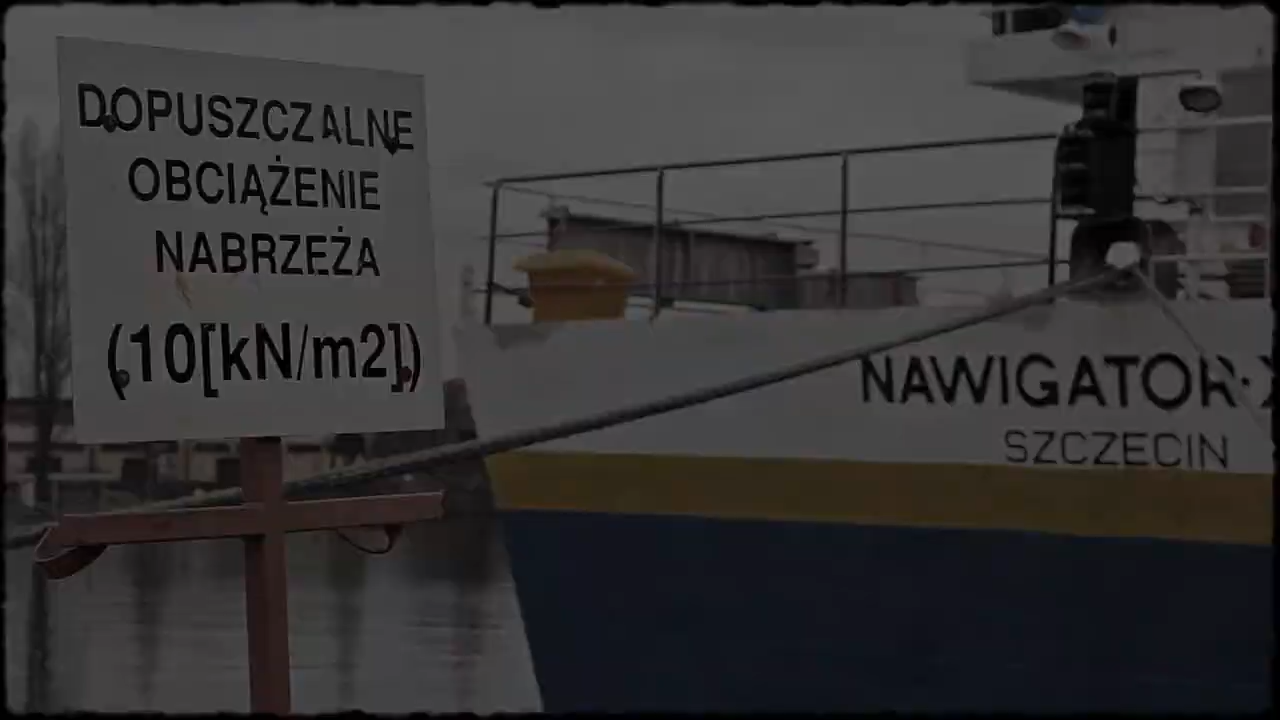 DOPUSZCZALNE
OBCIĄŻENIE
NABRZEŻA
(10[kN/m2])
NAWIGATOR·X
SZCZECIN